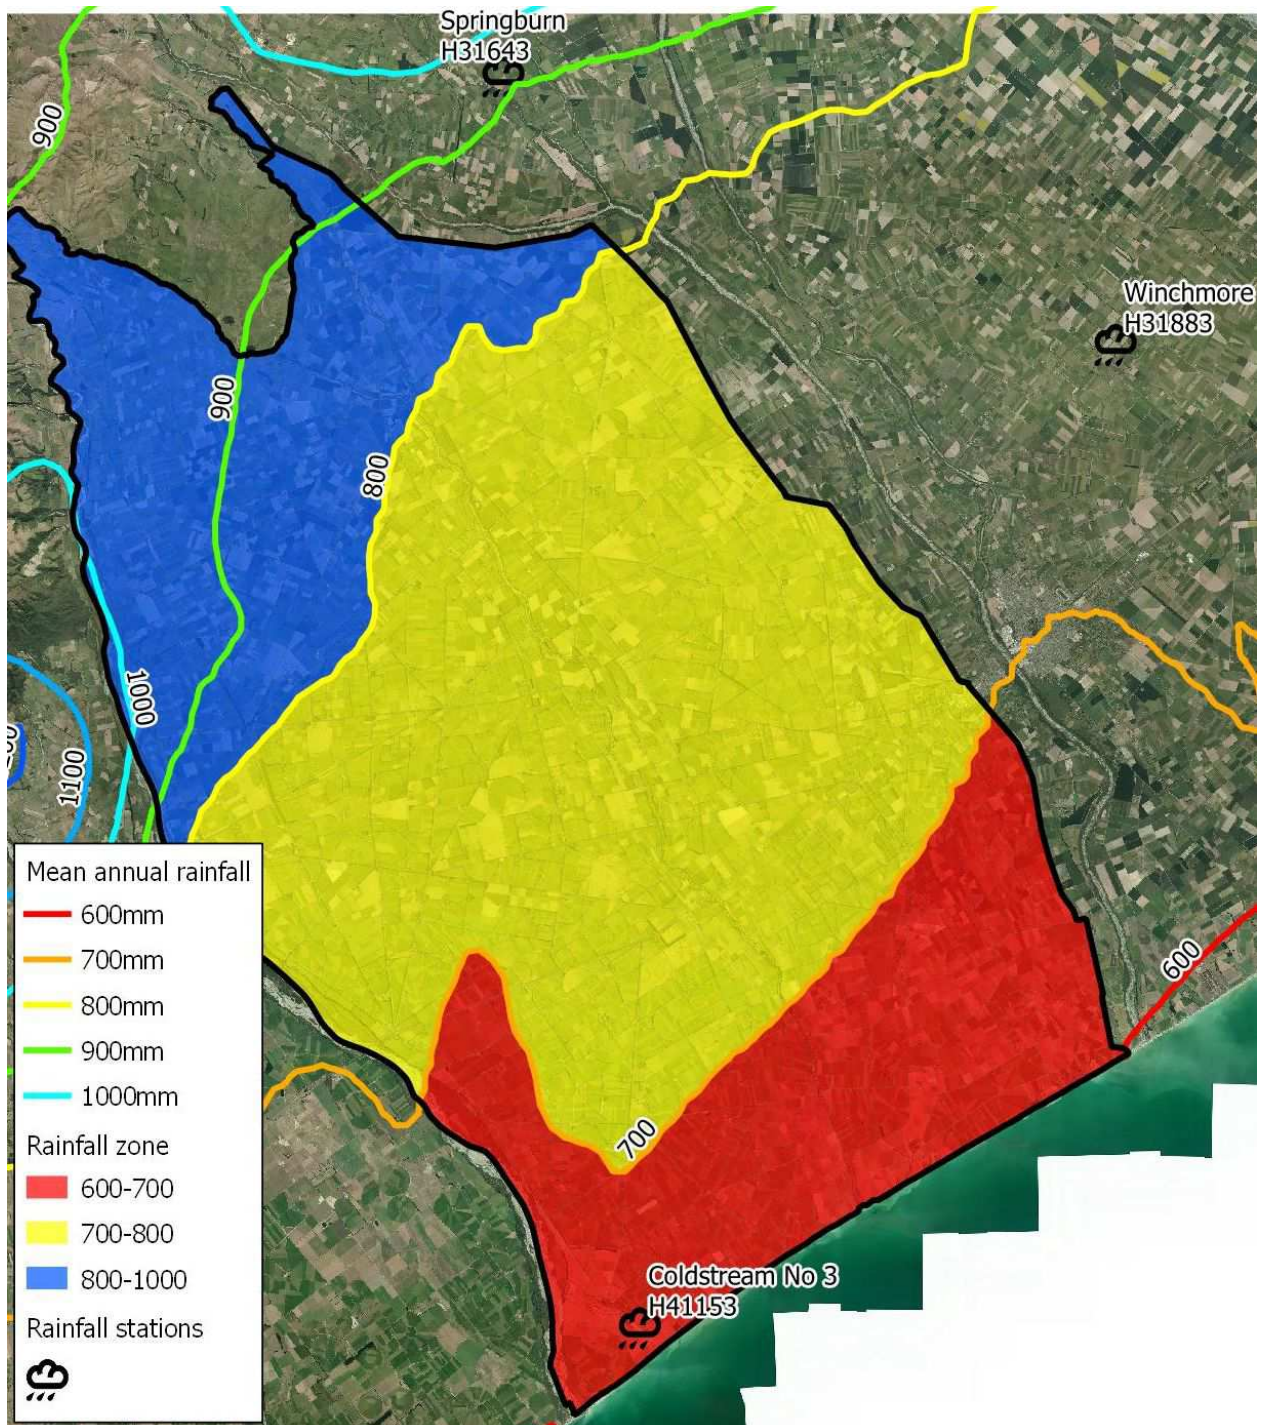 Springburn
H31643
900
Winchmore
H31883
900
800
1000
1100
600
700
Coldstream No 3
H41153
Mean annual rainfall
600mm
700mm
800mm
900mm
1000mm
Rainfall zone
600-700
700-800
800-1000
Rainfall stations